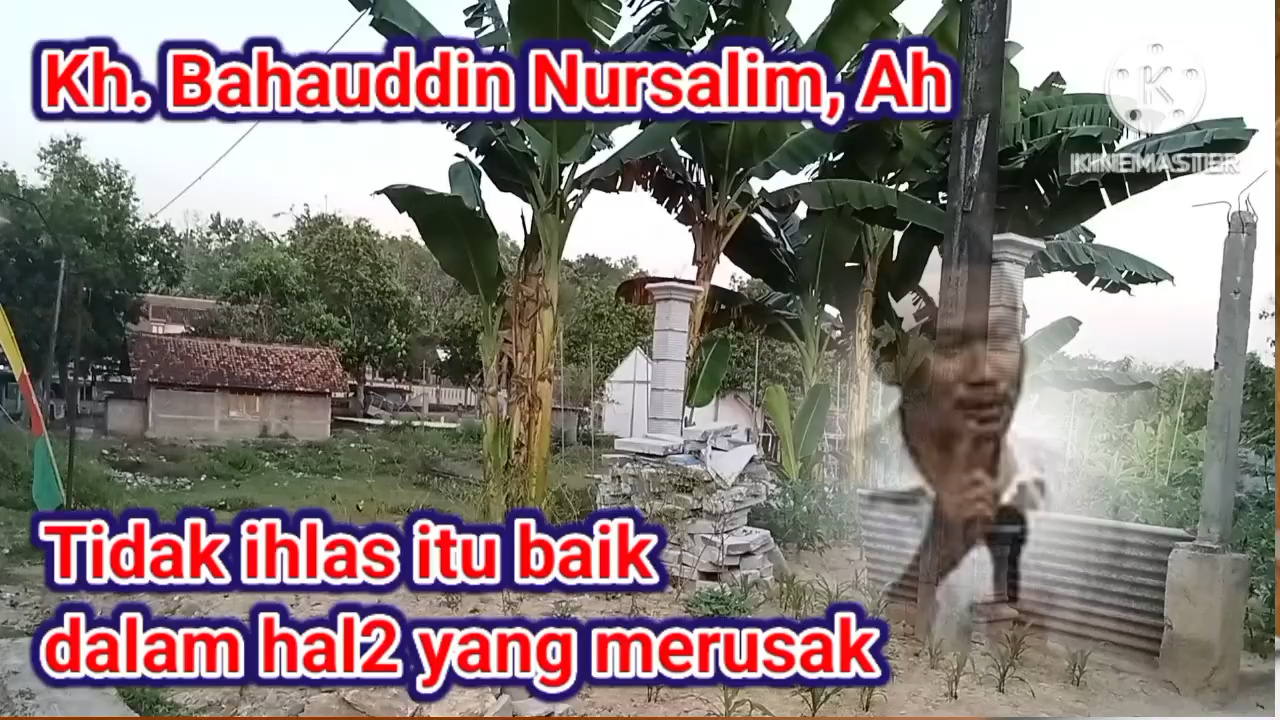 Kh. Bahauddin Nursalim, Ah
K
KINEMASTER
Tidak ihlas itu baik
dalam hal2 yang merusak